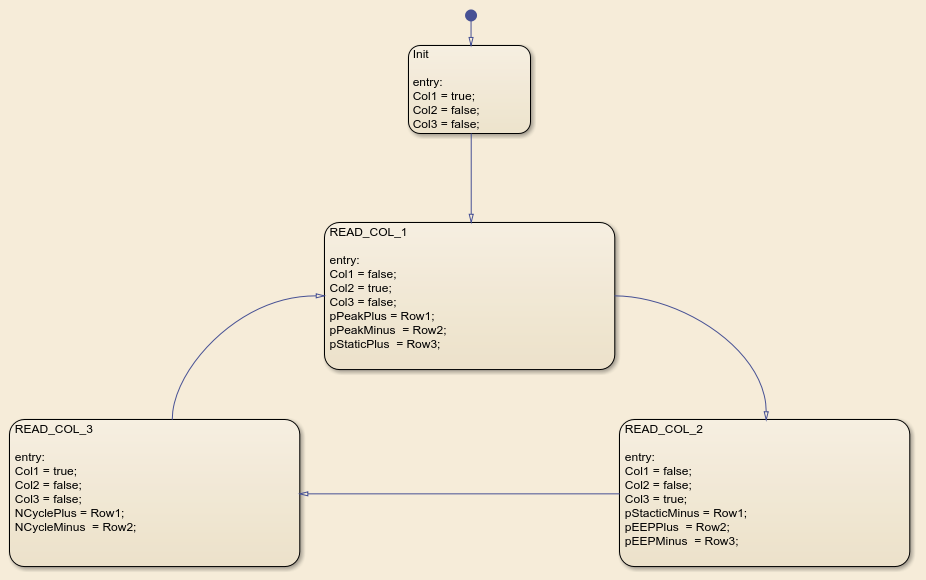 Init
entry:
Col1 = true;
Col2 = false;
Col3 = false;
READ_COL_1
entry:
Col1 = false;
Col2 = true;
Col3 = false;
pPeakPlus = Row1;
pPeakMinus  = Row2;
pStaticPlus  = Row3;
READ_COL_3
entry:
Col1 = true;
Col2 = false;
Col3 = false;
NCyclePlus = Row1;
NCycleMinus  = Row2;
READ_COL_2
entry:
Col1 = false;
Col2 = false;
Col3 = true;
pStacticMinus = Row1;
pEEPPlus  = Row2;
pEEPMinus  = Row3;